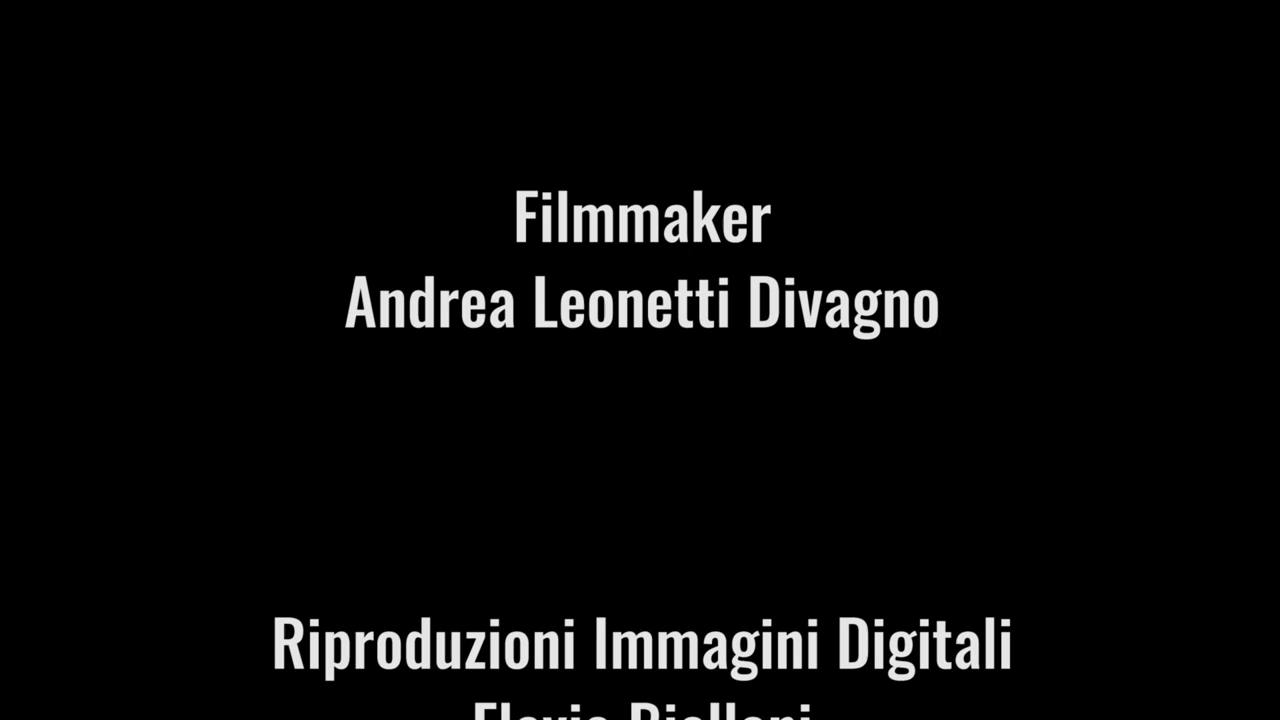 Filmmaker
Andrea Leonetti Divagno
Riproduzioni Immagini Digitali